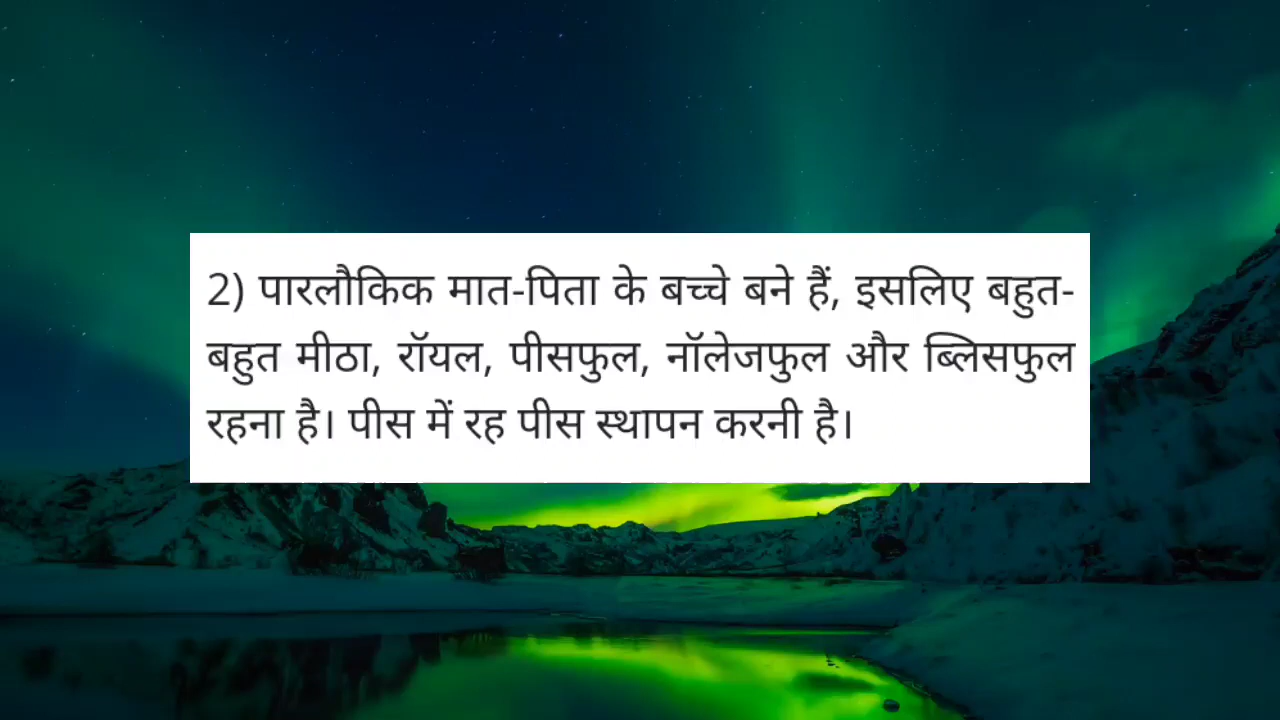 2) पारलौकिक मात-पिता के बच्चे बने हैं, इसलिए बहुत-
बहुत मीठा, रॉयल, पीसफुल, नॉलेजफुल और ब्लिसफुल
रहना है। पीस में रह पीस स्थापन करनी है।